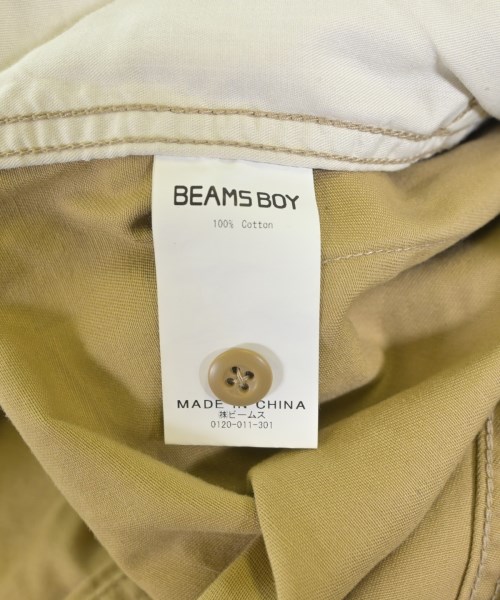 BEAMS BOY
100% Cotton
MADE IN CHINA
㈱ビームス
0120-011-301